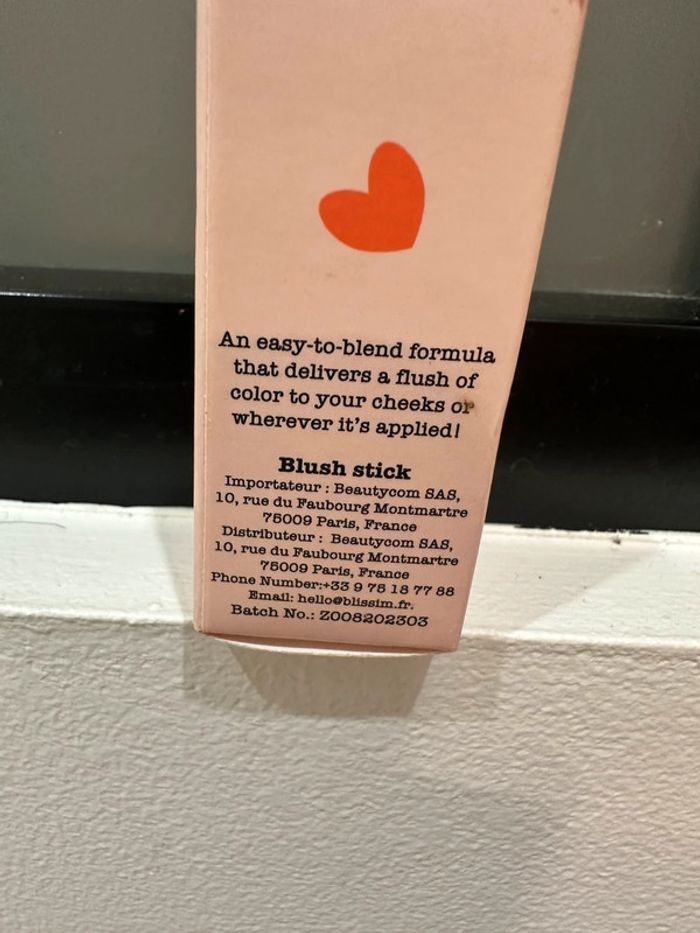 An easy-to-blend formula
that delivers a flush of
color to your cheeks or
wherever it's applied!
Blush stick
Importateur : Beautycom SAS,
10, rue du Faubourg Montmartre
75009 Paris, France
Distributeur : Beautycom SAS,
10, rue du Faubourg Montmartre
75009 Paris, France
Phone Number:+33 9 75 18 77 88
Email: hello@blissim.fr.
Batch No.: Z008202303